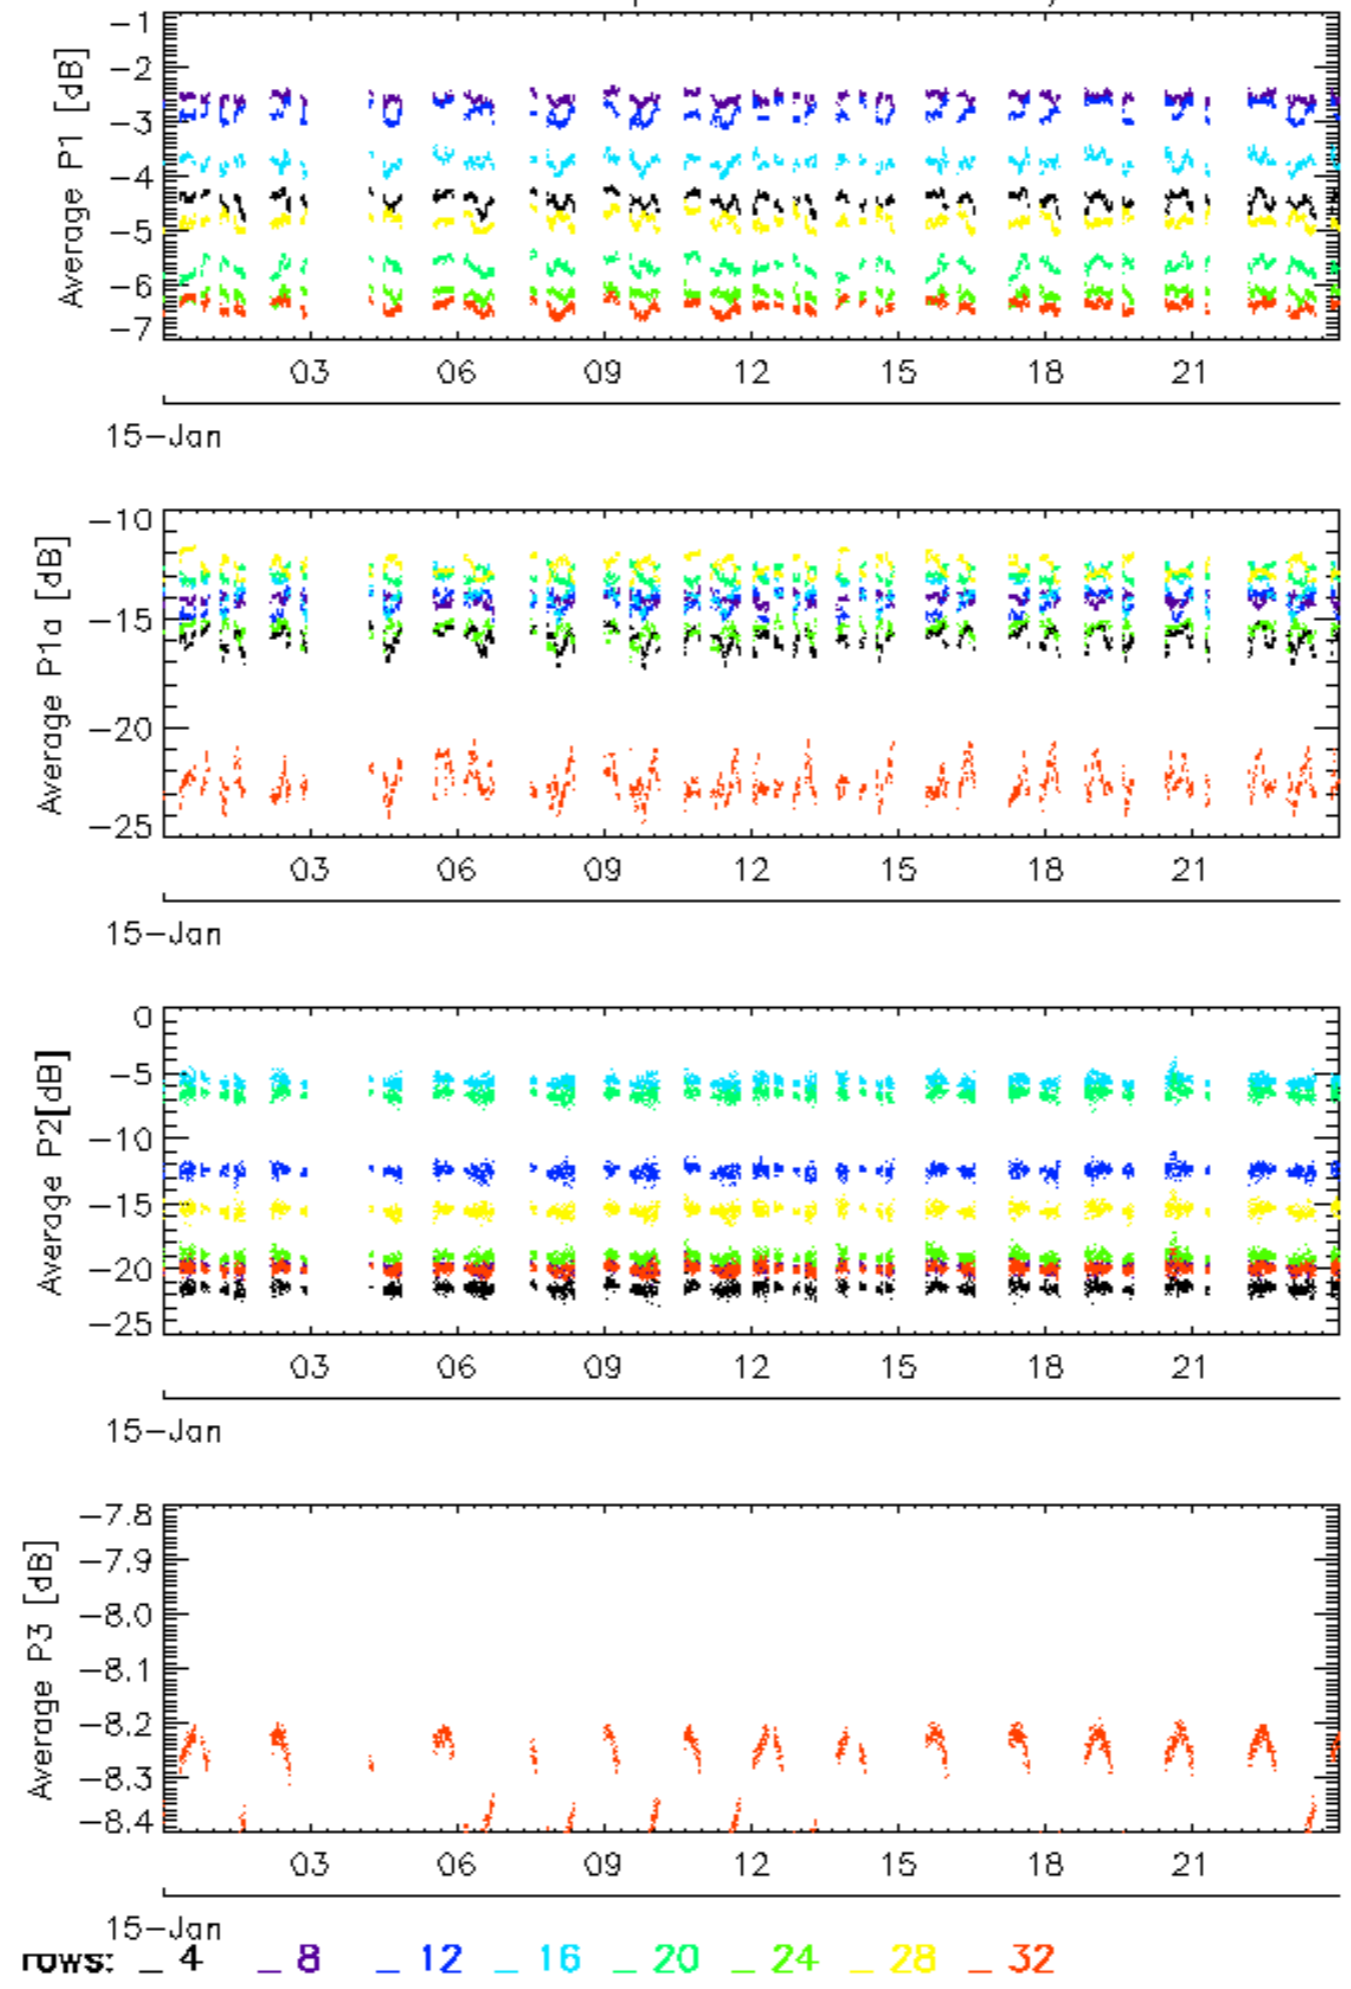 Average P1 [dB]
-1
-2
-3
-4
-5
-6
-7
03 06 09 12 15 18 21
15-Jan
Average P1a [dB]
-10
-15
-20
-25
03 06 09 12 15 18 21
15-Jan
Average P2[dB]
0
-5
-10
-15
-20
-25
03 06 09 12 15 18 21
15-Jan
Average P3 [dB]
-7.8
-7.9
-8.0
-8.1
-8.2
-8.3
-8.4
03 06 09 12 15 18 21
15-Jan
rows: _ 4 _ 8 _ 12 _ 16 _ 20 _ 24 _ 28 _ 32